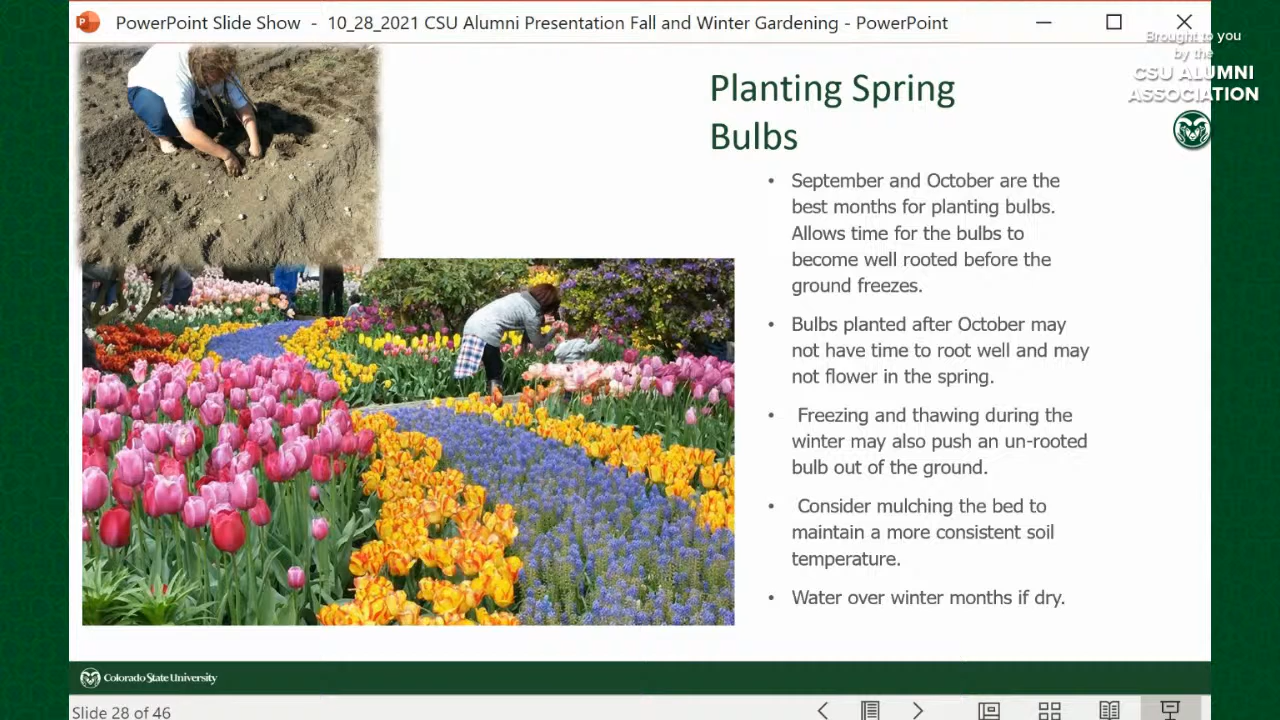 PowerPoint Slide Show - 10_28_2021 CSU Alumni Presentation Fall and Winter Gardening - PowerPoint
Brought to you
by the
CSU ALUMNI
ASSOCIATION
Planting Spring
Bulbs
• September and October are the
best months for planting bulbs.
Allows time for the bulbs to
become well rooted before the
ground freezes.
• Bulbs planted after October may
not have time to root well and may
not flower in the spring.
• Freezing and thawing during the
winter may also push an un-rooted
bulb out of the ground.
• Consider mulching the bed to
maintain a more consistent soil
temperature.
• Water over winter months if dry.
Colorado State University
Slide 28 of 46